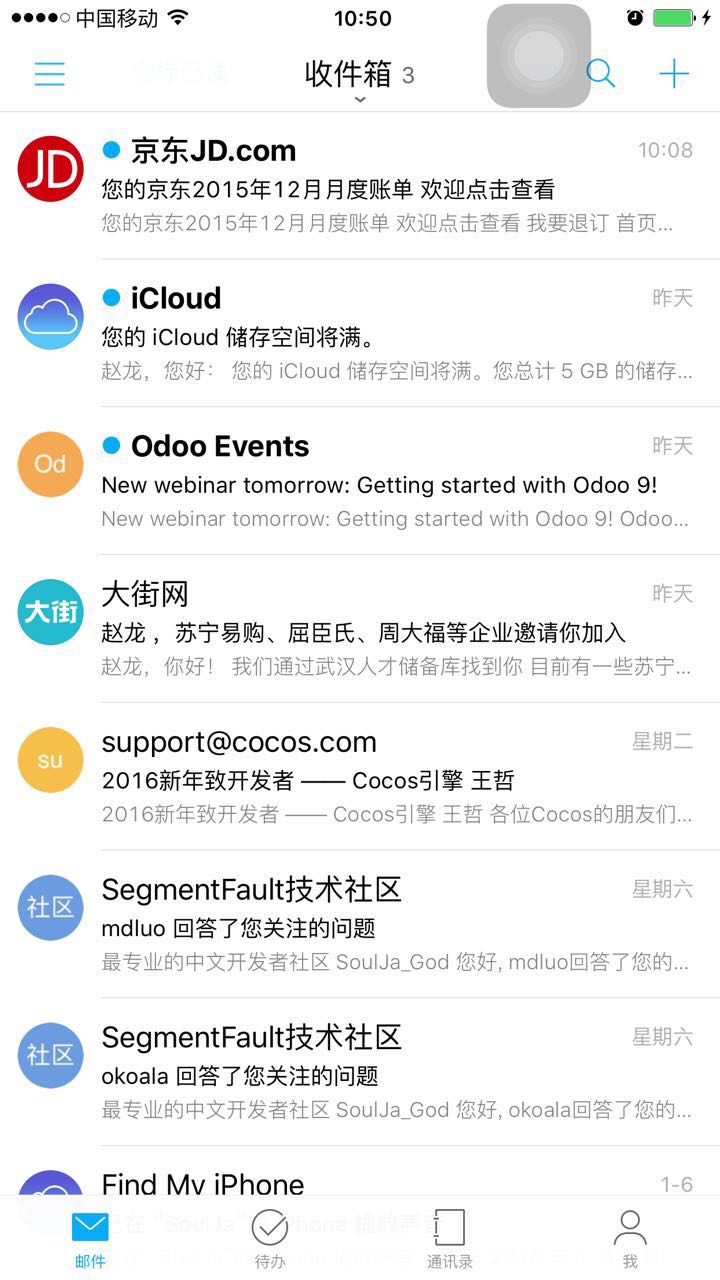 中国移动 10:50
全标已读 收件箱 3
JD 京东JD.com 10:08
您的京东2015年12月月度账单 欢迎点击查看
您的京东2015年12月月度账单 欢迎点击查看 我要退订 首页...
iCloud 昨天
您的 iCloud 储存空间将满。
赵龙，您好： 您的 iCloud 储存空间将满。您总计 5 GB 的储存...
Od Odoo Events 昨天
New webinar tomorrow: Getting started with Odoo 9!
New webinar tomorrow: Getting started with Odoo 9! Odoo...
大街 大街网 昨天
赵龙 ，苏宁易购、屈臣氏、周大福等企业邀请你加入
赵龙，你好！ 我们通过武汉人才储备库找到你 目前有一些苏宁...
su support@cocos.com 星期二
2016新年致开发者 —— Cocos引擎 王哲
2016新年致开发者 —— Cocos引擎 王哲 各位Cocos的朋友们...
社区 SegmentFault技术社区 星期六
mdluo 回答了您关注的问题
最专业的中文开发者社区 SoulJa_God 您好, mdluo回答了您的...
社区 SegmentFault技术社区 星期六
okoala 回答了您关注的问题
最专业的中文开发者社区 SoulJa_God 您好, okoala回答了您的...
Find My iPhone 1-6
已在 “SoulJa”的 iPhone 播放声音
邮件 待办 通讯录 我